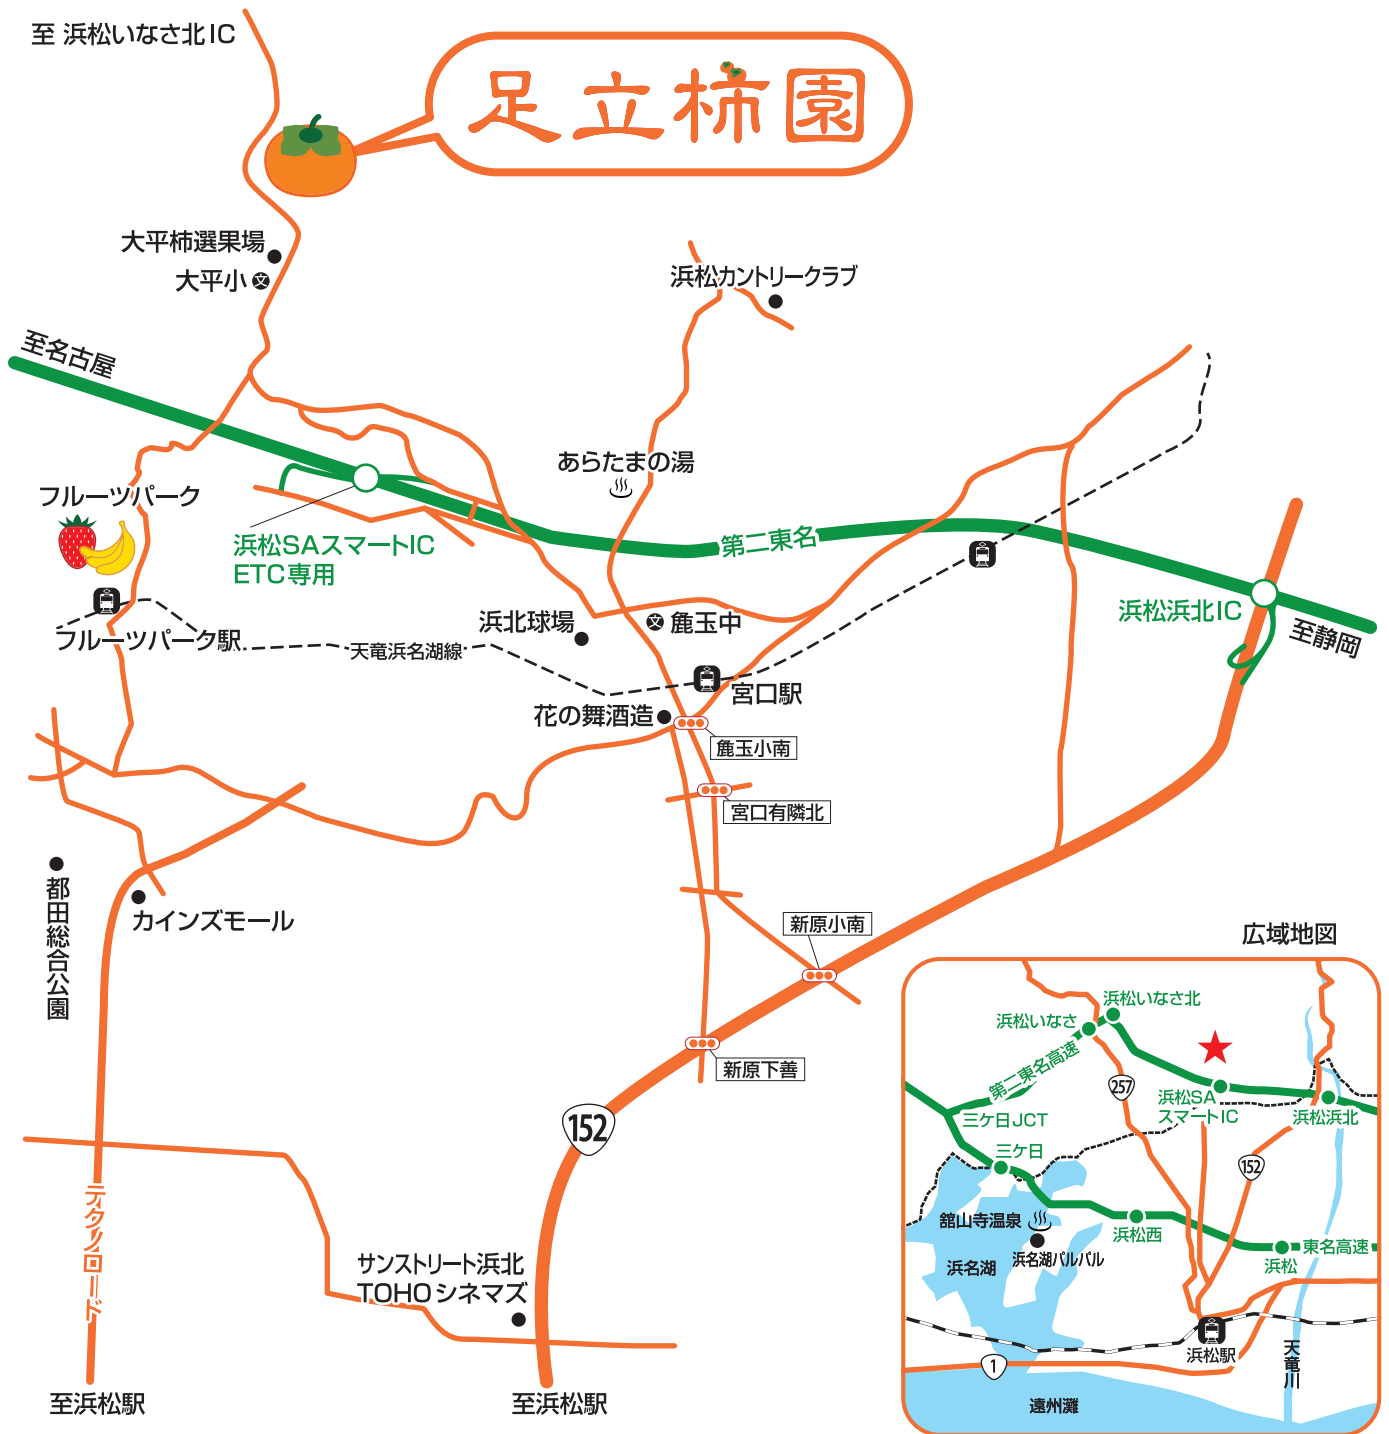 至 浜松いなさ北IC
足立柿園
大平柿選果場
大平小
文
浜松カントリークラブ
至名古屋
あらたまの湯
フルーツパーク
浜松SAスマートIC
ETC専用
第二東名
浜松浜北IC
至静岡
フルーツパーク駅
天竜浜名湖線
浜北球場
文
麁玉中
宮口駅
花の舞酒造
麁玉小南
宮口有隣北
都田総合公園
カインズモール
新原小南
新原下善
152
テクノロード
サンストリート浜北
TOHOシネマズ
至浜松駅
至浜松駅
広域地図
浜松いなさ北
浜松いなさ
第二東名高速
257
浜松SA
スマートIC
浜松浜北
三ケ日JCT
三ケ日
152
舘山寺温泉
浜松西
浜名湖パルパル
東名高速
浜松
浜名湖
浜松駅
1
天竜川
遠州灘